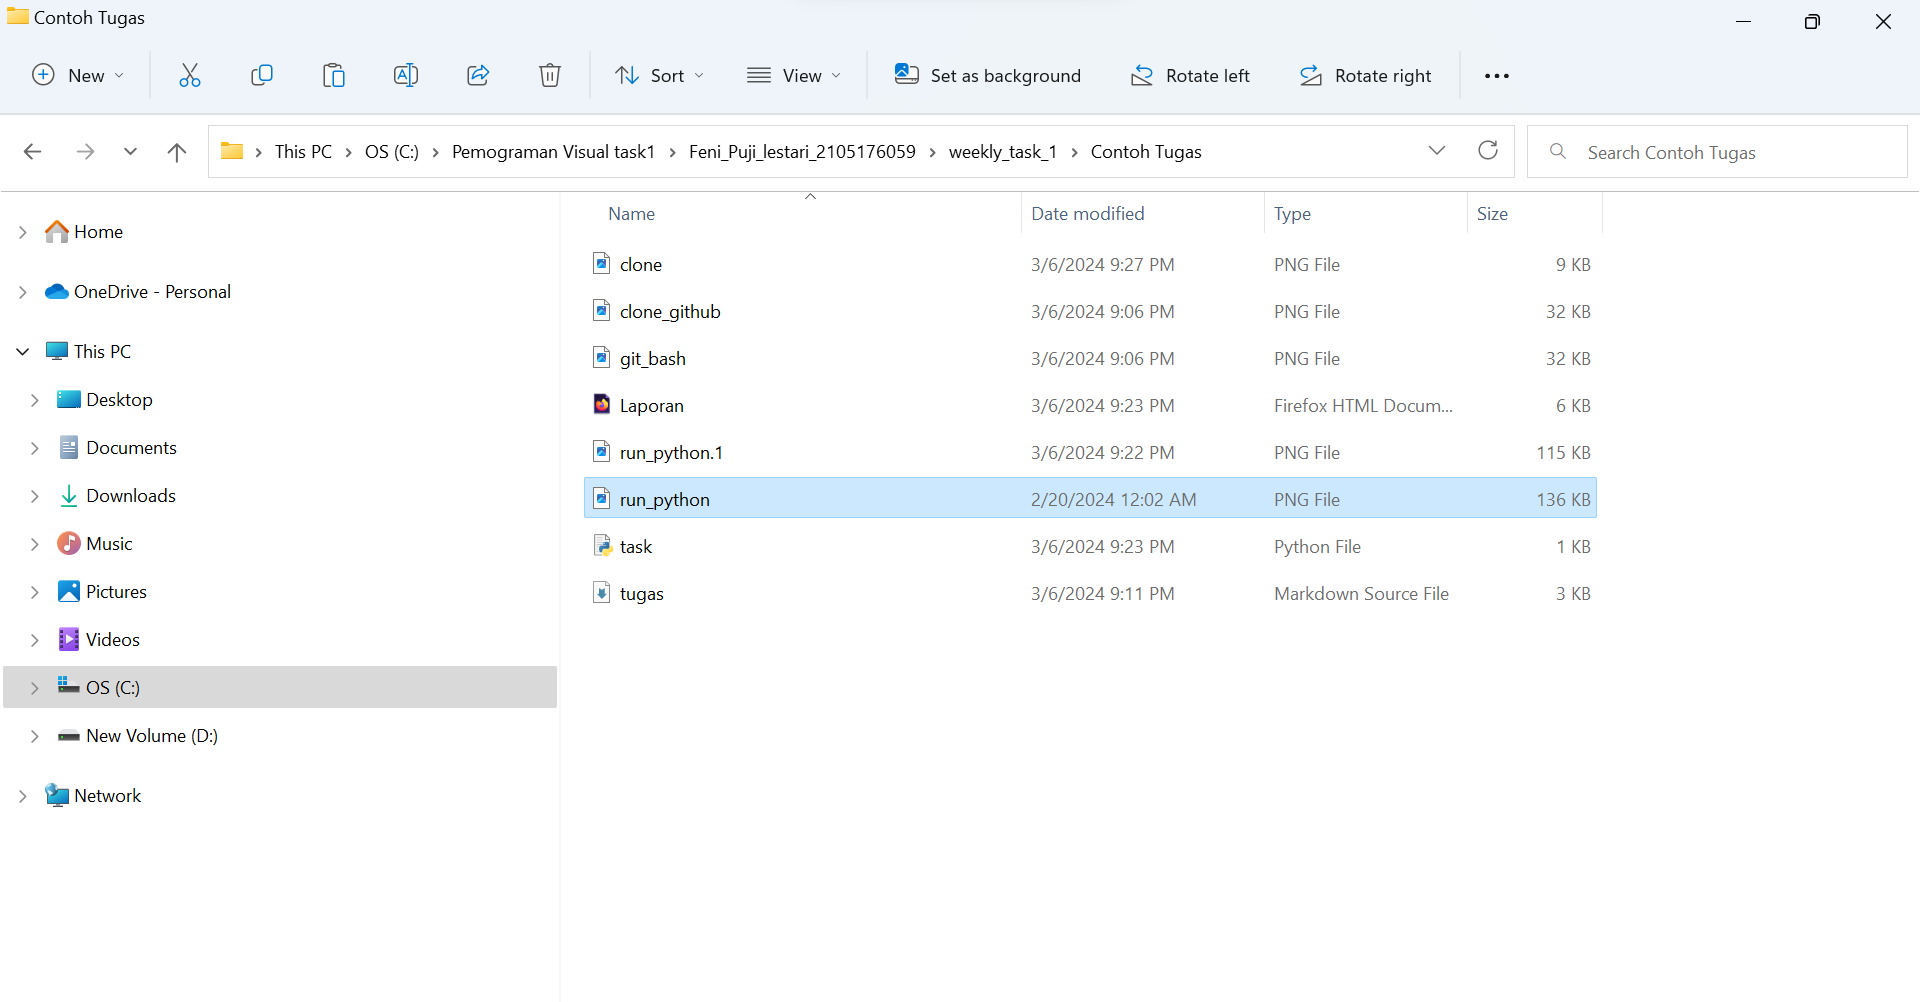 Contoh Tugas
New Sort View Set as background Rotate left Rotate right
This PC > OS (C:) > Pemograman Visual task1 > Feni_Puji_lestari_2105176059 > weekly_task_1 > Contoh Tugas
Search Contoh Tugas
Home
OneDrive - Personal
This PC
Desktop
Documents
Downloads
Music
Pictures
Videos
OS (C:)
New Volume (D:)
Network
Name Date modified Type Size
clone 3/6/2024 9:27 PM PNG File 9 KB
clone_github 3/6/2024 9:06 PM PNG File 32 KB
git_bash 3/6/2024 9:06 PM PNG File 32 KB
Laporan 3/6/2024 9:23 PM Firefox HTML Docum... 6 KB
run_python.1 3/6/2024 9:22 PM PNG File 115 KB
run_python 2/20/2024 12:02 AM PNG File 136 KB
task 3/6/2024 9:23 PM Python File 1 KB
tugas 3/6/2024 9:11 PM Markdown Source File 3 KB